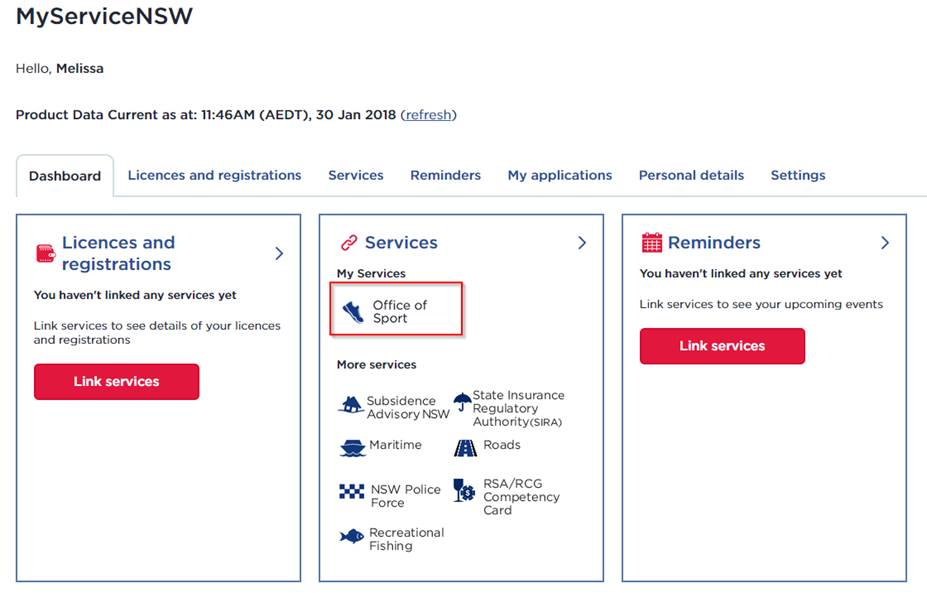 MyServiceNSW
Hello, Melissa
Product Data Current as at: 11:46AM (AEDT), 30 Jan 2018 (refresh)
Dashboard
Licences and registrations
Services
Reminders
My applications
Personal details
Settings
Licences and
registrations
You haven't linked any services yet
Link services to see details of your licences
and registrations
Link services
Services
My Services
Office of
Sport
More services
Subsidence
Advisory NSW
State Insurance
Regulatory
Authority(SIRA)
Maritime
Roads
NSW Police
Force
RSA/RCG
Competency
Card
Recreational
Fishing
Reminders
You haven't linked any services yet
Link services to see your upcoming events
Link services